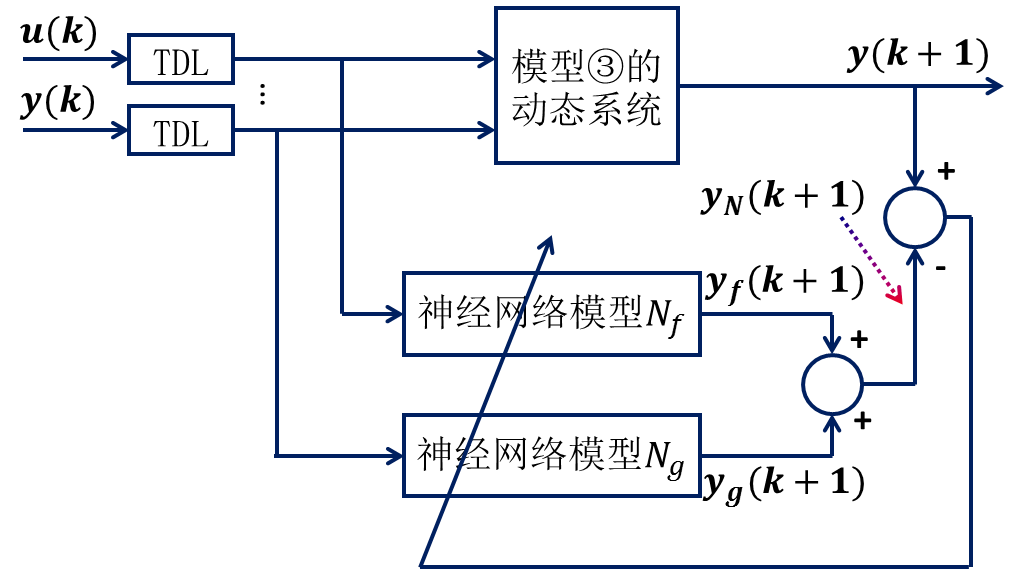 u(k)
TDL
y(k)
TDL
⋮
模型③的
动态系统
y(k+1)
+
y_N(k+1)
-
神经网络模型N_f
y_f(k+1)
+
+
神经网络模型N_g
y_g(k+1)